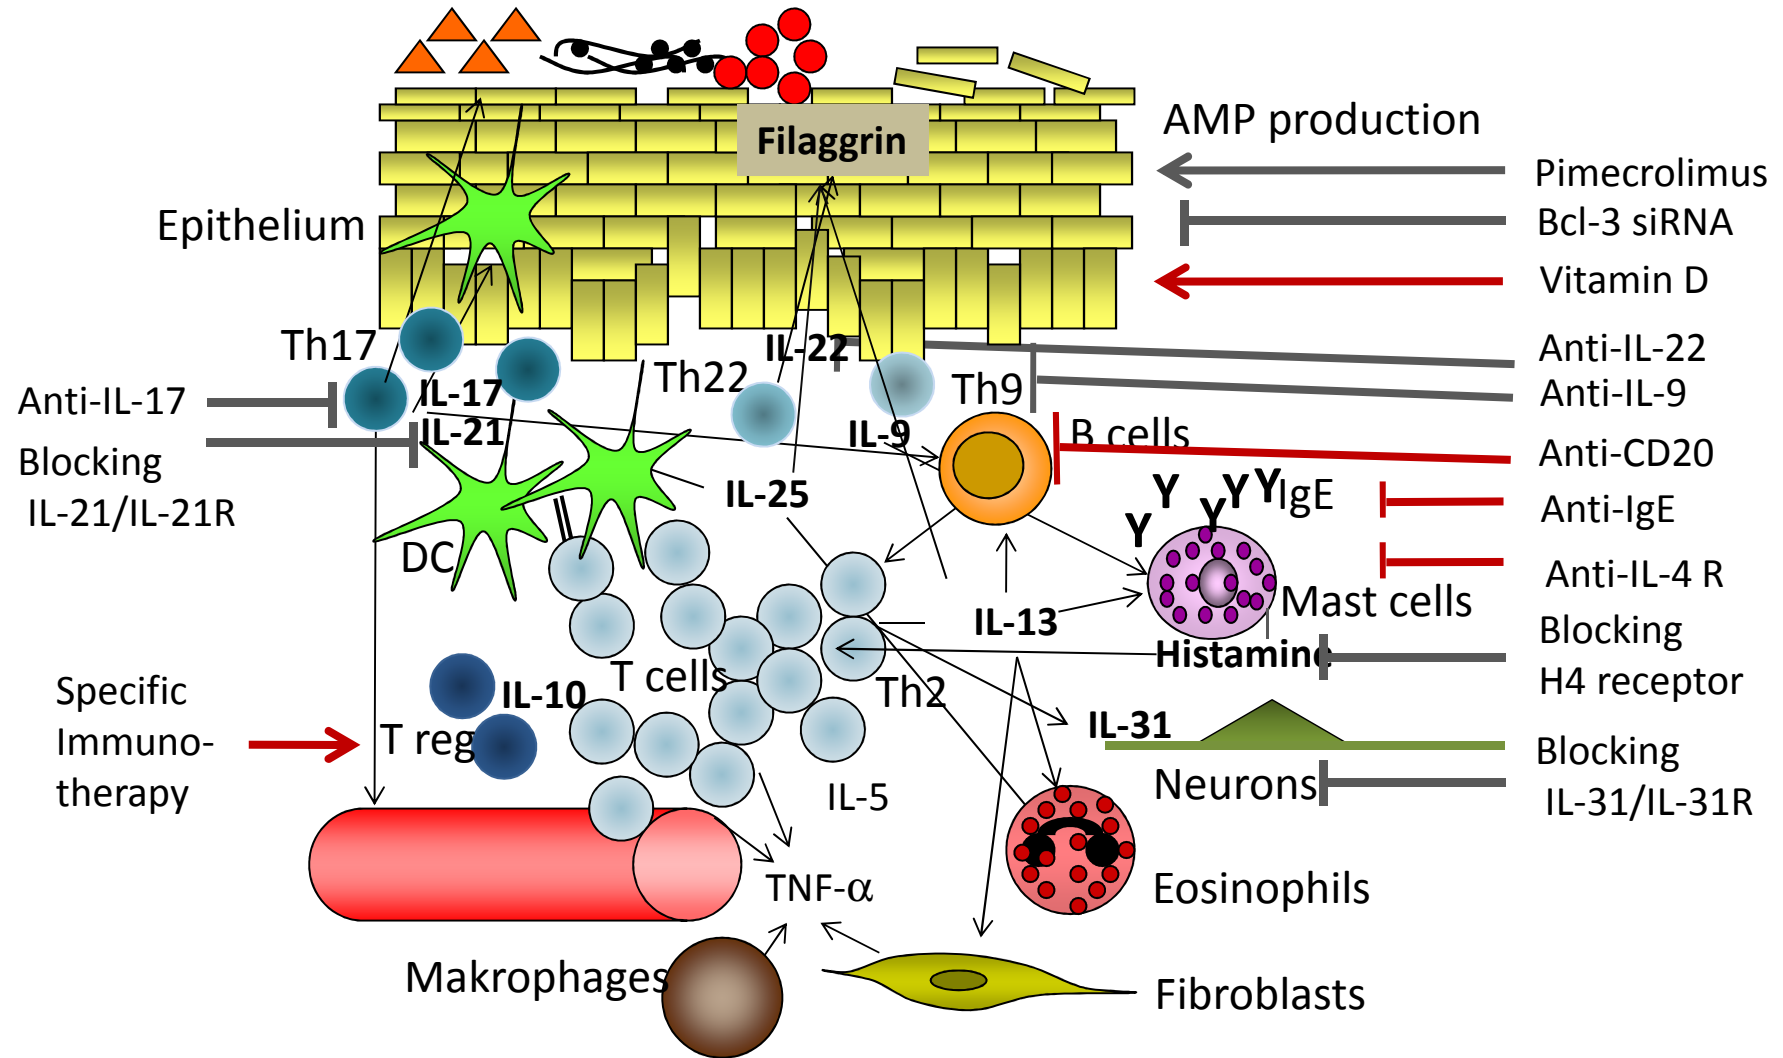 Filaggrin
AMP production
Pimecrolimus
Bcl-3 siRNA
Vitamin D
Epithelium
Th17
IL-22
Anti-IL-22
Anti-IL-17
IL-17
Th22
Th9
Anti-IL-9
IL-21
IL-9
B cells
Anti-CD20
Blocking
IL-21/IL-21R
IL-25
Y Y Y Y Y
IgE
Anti-IgE
DC
Anti-IL-4 R
Mast cells
IL-13
Blocking
H4 receptor
Histamine
T cells
Th2
Specific
Immuno-
therapy
IL-10
T reg
IL-31
Neurons
Blocking
IL-31/IL-31R
IL-5
TNF-α
Eosinophils
Makrophages
Fibroblasts